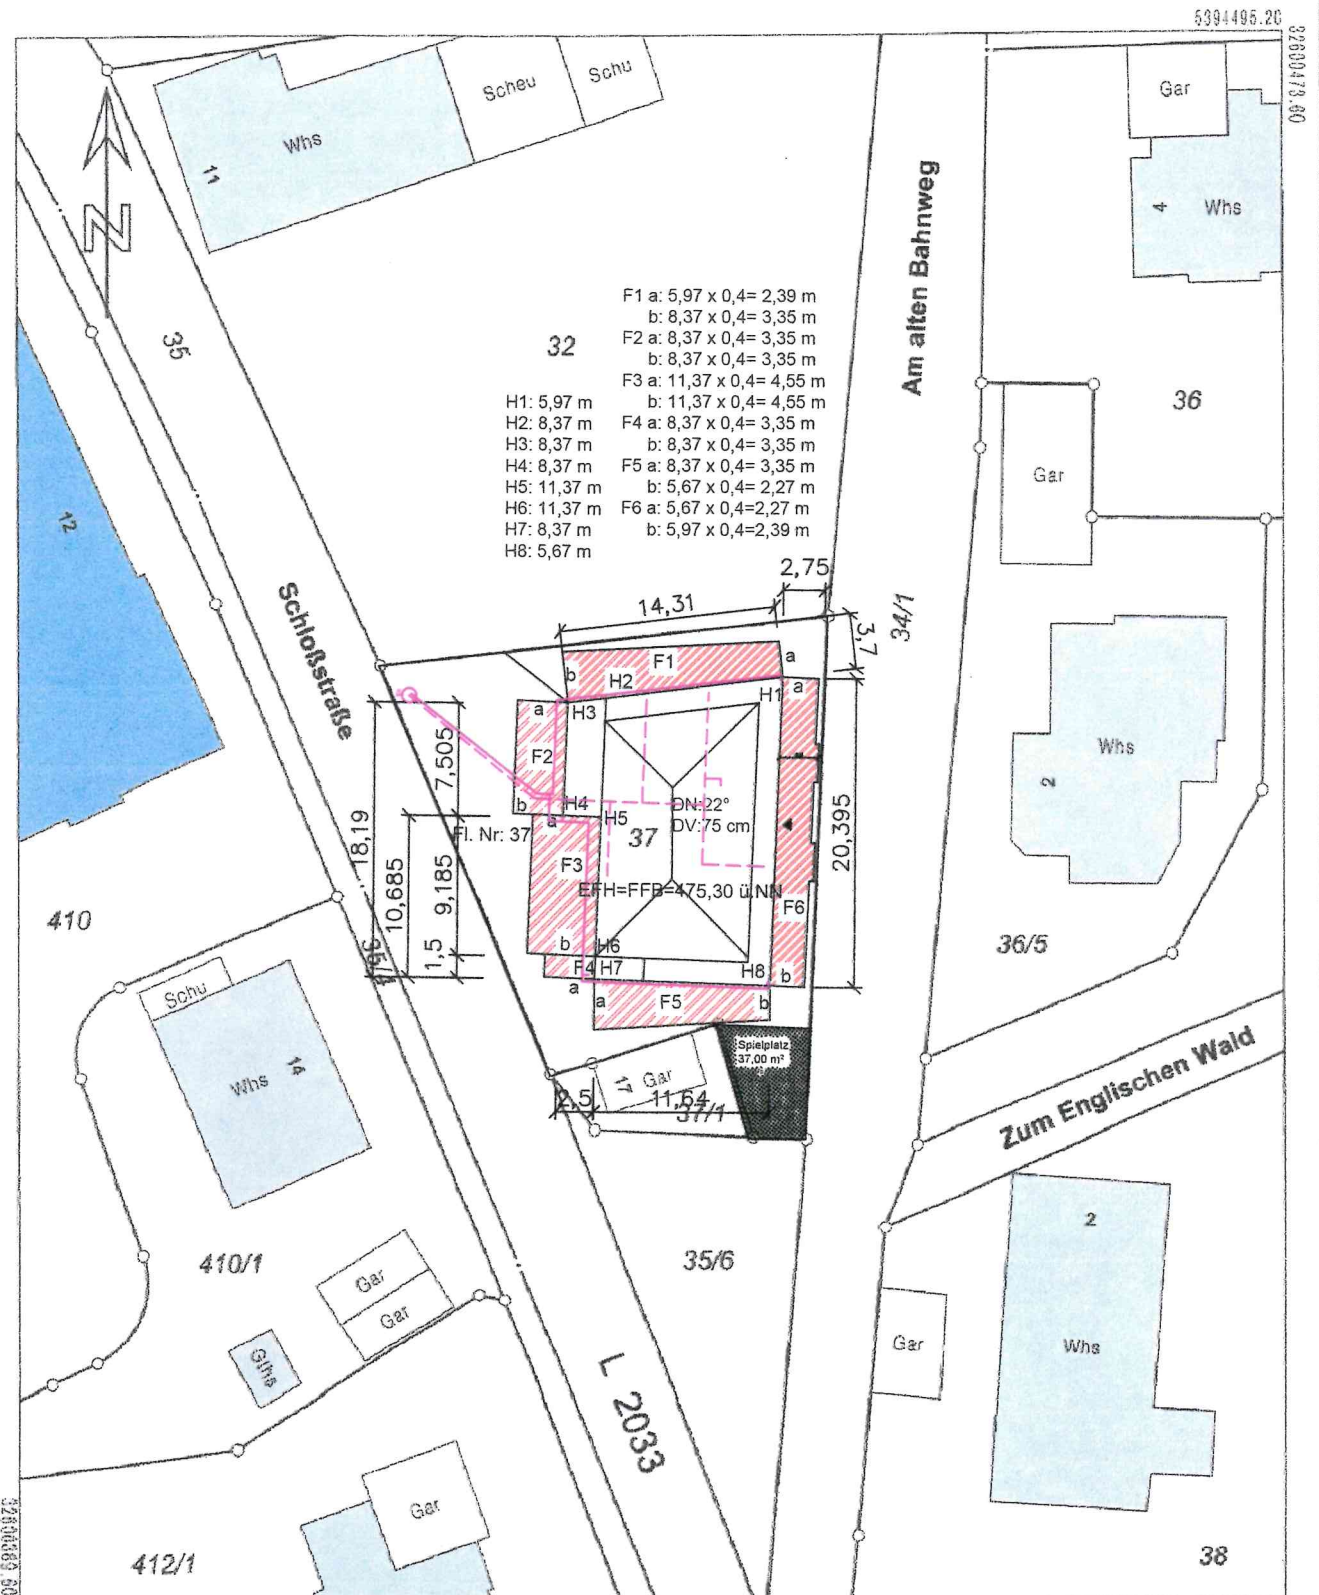 5394495.20
32600473.60
Scheu
Schu
Whs
11
Gar
4
Whs
N
35
32
Am alten Bahnweg
36
F1 a: 5,97 x 0,4= 2,39 m
b: 8,37 x 0,4= 3,35 m
F2 a: 8,37 x 0,4= 3,35 m
b: 8,37 x 0,4= 3,35 m
F3 a: 11,37 x 0,4= 4,55 m
b: 11,37 x 0,4= 4,55 m
F4 a: 8,37 x 0,4= 3,35 m
b: 8,37 x 0,4= 3,35 m
F5 a: 8,37 x 0,4= 3,35 m
b: 5,67 x 0,4= 2,27 m
F6 a: 5,67 x 0,4=2,27 m
b: 5,97 x 0,4=2,39 m
H1: 5,97 m
H2: 8,37 m
H3: 8,37 m
H4: 8,37 m
H5: 11,37 m
H6: 11,37 m
H7: 8,37 m
H8: 5,67 m
Gar
12
Schloßstraße
2,75
14,31
34/1
3,7
F1
a
b
H2
H1
a
a
H3
F2
7,505
Whs
2
b
H4
a
H5
DN:22°
DV:75 cm
Fl. Nr: 37
37
18,19
20,395
F3
10,685
9,185
EFH=FFB=475,30 ü.NN
F6
410
36/5
b
H6
1,5
35/4
F4
H7
H8
b
a
a
F5
b
Schu
Whs
14
Spielplatz
37,00 m²
17
Gar
2,5
11,64
37/1
Zum Englischen Wald
2
410/1
35/6
Gar
Gar
Gths
Gar
Whs
L 2033
Gar
412/1
38
32600369.60